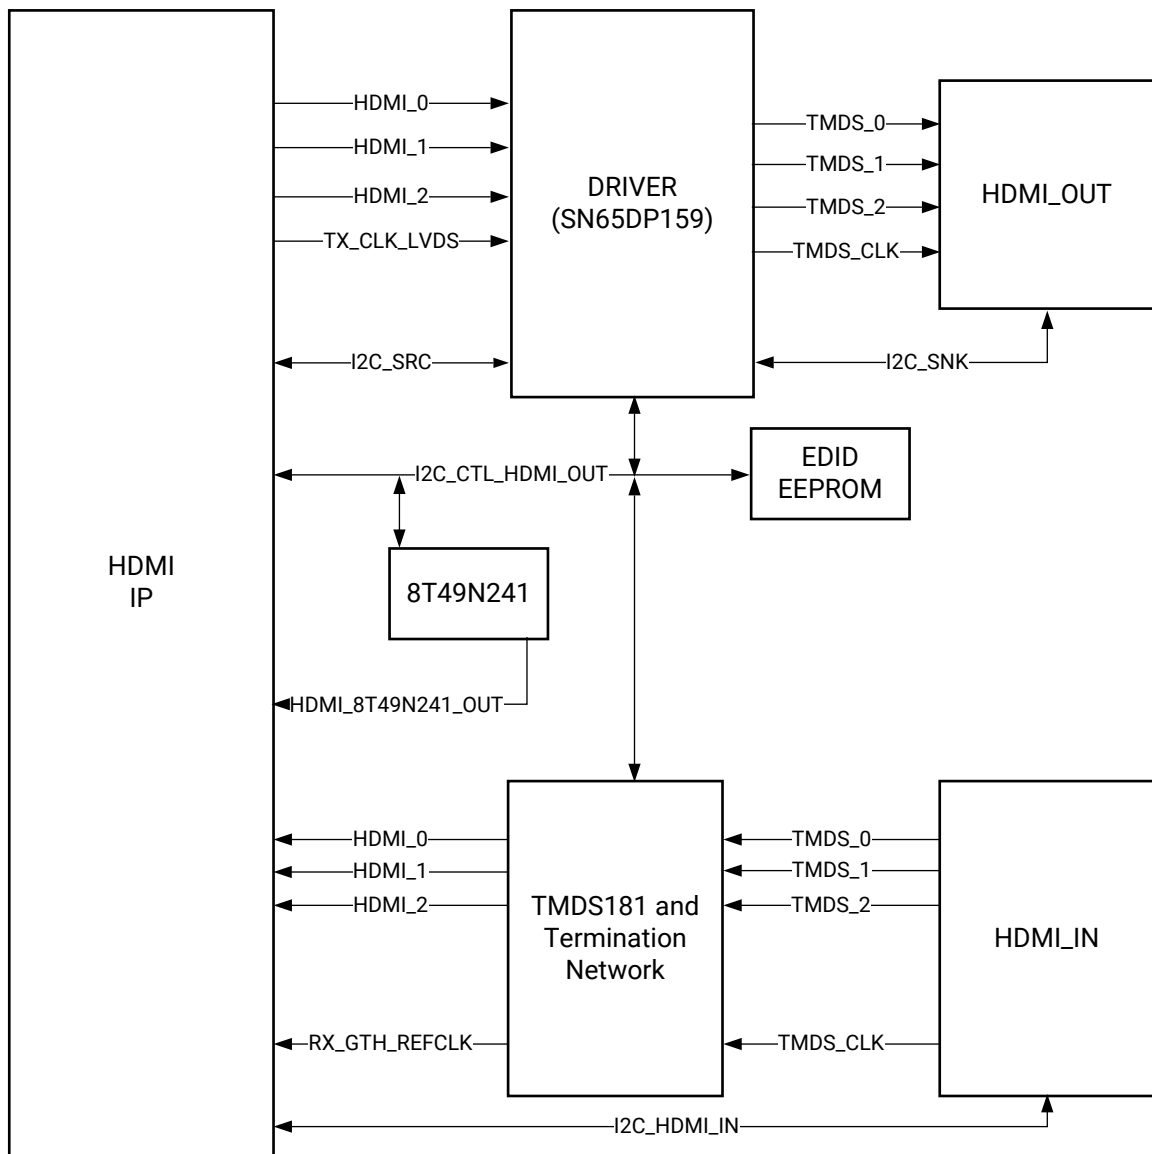 HDMI_0
HDMI_1
HDMI_2
TX_CLK_LVDS
DRIVER
(SN65DP159)
TMDS_0
TMDS_1
TMDS_2
TMDS_CLK
HDMI_OUT
I2C_SRC
I2C_SNK
I2C_CTL_HDMI_OUT
EDID
EEPROM
HDMI
IP
8T49N241
HDMI_8T49N241_OUT
HDMI_0
HDMI_1
HDMI_2
RX_GTH_REFCLK
TMDS181 and
Termination
Network
TMDS_0
TMDS_1
TMDS_2
TMDS_CLK
HDMI_IN
I2C_HDMI_IN